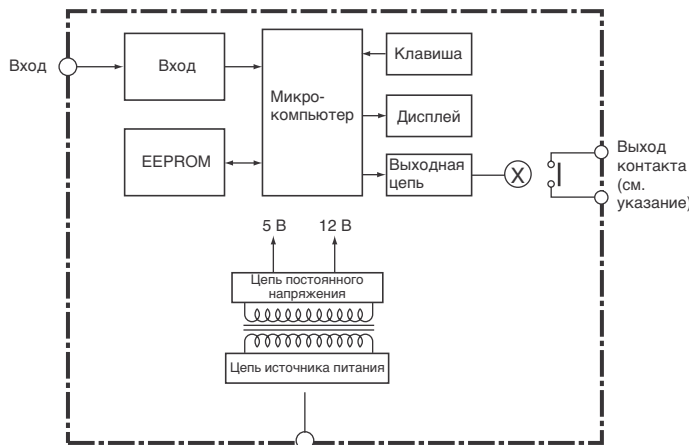 Вход
Вход
Микро-
компьютер
Клавиша
Дисплей
EEPROM
Выходная
цепь
X
Выход
контакта
(см.
указание)
5 В
12 В
Цепь постоянного
напряжения
Цепь источника питания